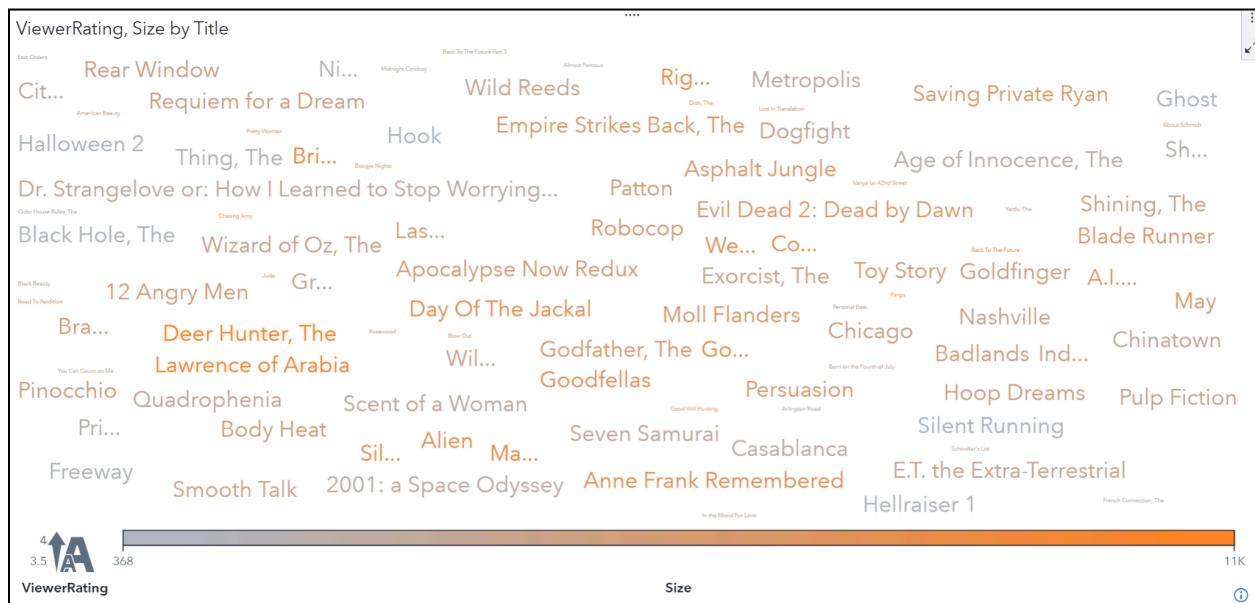 ViewerRating, Size by Title
Last Orders
Back To The Future Part 3
Rear Window
Ni...
Midnight Cowboy
Almost Famous
Rig...
Metropolis
Cit...
Requiem for a Dream
Wild Reeds
Saving Private Ryan
Ghost
American Beauty
Dish, The
Lost In Translation
Halloween 2
Pretty Woman
Hook
Empire Strikes Back, The
Dogfight
About Schmidt
Thing, The
Bri...
Boogie Nights
Asphalt Jungle
Age of Innocence, The
Sh...
Dr. Strangelove or: How I Learned to Stop Worrying...
Patton
Vanya on 42nd Street
Cider House Rules, The
Chasing Amy
Evil Dead 2: Dead by Dawn
Yards, The
Shining, The
Black Hole, The
Wizard of Oz, The
Las...
Robocop
We...
Co...
Blade Runner
Back To The Future
Jude
Gr...
Apocalypse Now Redux
Exorcist, The
Toy Story
Goldfinger
A.I....
Black Beauty
12 Angry Men
Road To Perdition
Day Of The Jackal
Moll Flanders
Personal Best
Fargo
Nashville
May
Bra...
Deer Hunter, The
Rosewood
Blow Out
Chicago
Chinatown
Lawrence of Arabia
Wil...
Godfather, The
Go...
Badlands
Ind...
You Can Count on Me
Born on the Fourth of July
Pinocchio
Quadrophenia
Goodfellas
Persuasion
Hoop Dreams
Pulp Fiction
Scent of a Woman
Good Will Hunting
Arlington Road
Pri...
Body Heat
Alien
Seven Samurai
Silent Running
Sil...
Ma...
Casablanca
Schindler's List
Freeway
Smooth Talk
2001: a Space Odyssey
Anne Frank Remembered
E.T. the Extra-Terrestrial
Hellraiser 1
French Connection, The
In the Mood For Love
4
3.5
368
11K
ViewerRating
Size